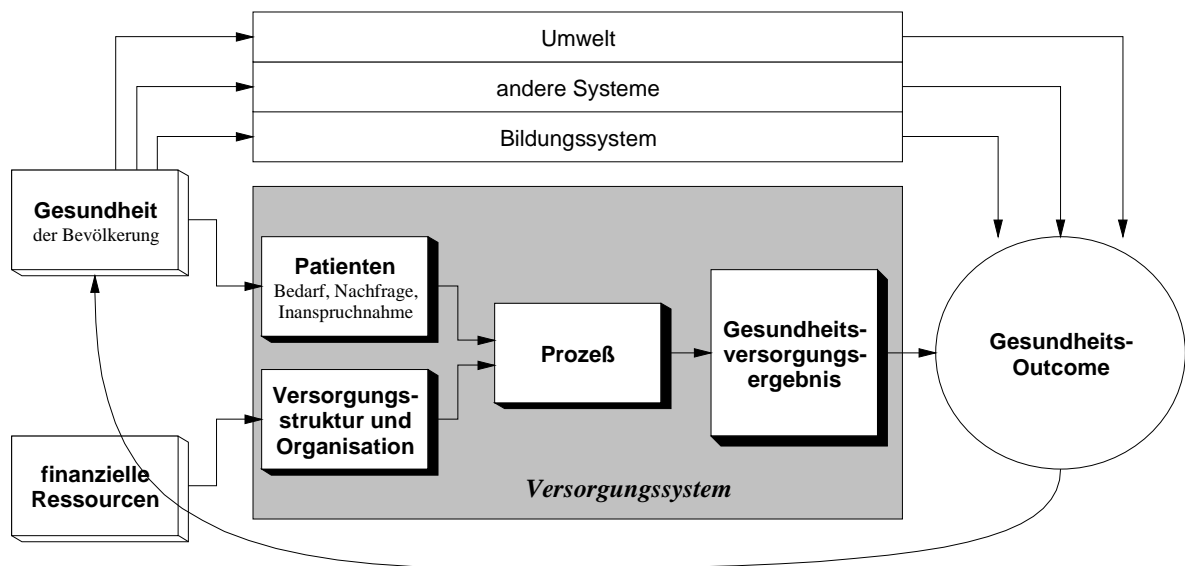 Umwelt
andere Systeme
Bildungssystem
Gesundheit
der Bevölkerung
Patienten
Bedarf, Nachfrage,
Inanspruchnahme
Versorgungs-
struktur und
Organisation
finanzielle
Ressourcen
Prozeß
Gesundheits-
versorgungs-
ergebnis
Gesundheits-
Outcome
Versorgungssystem